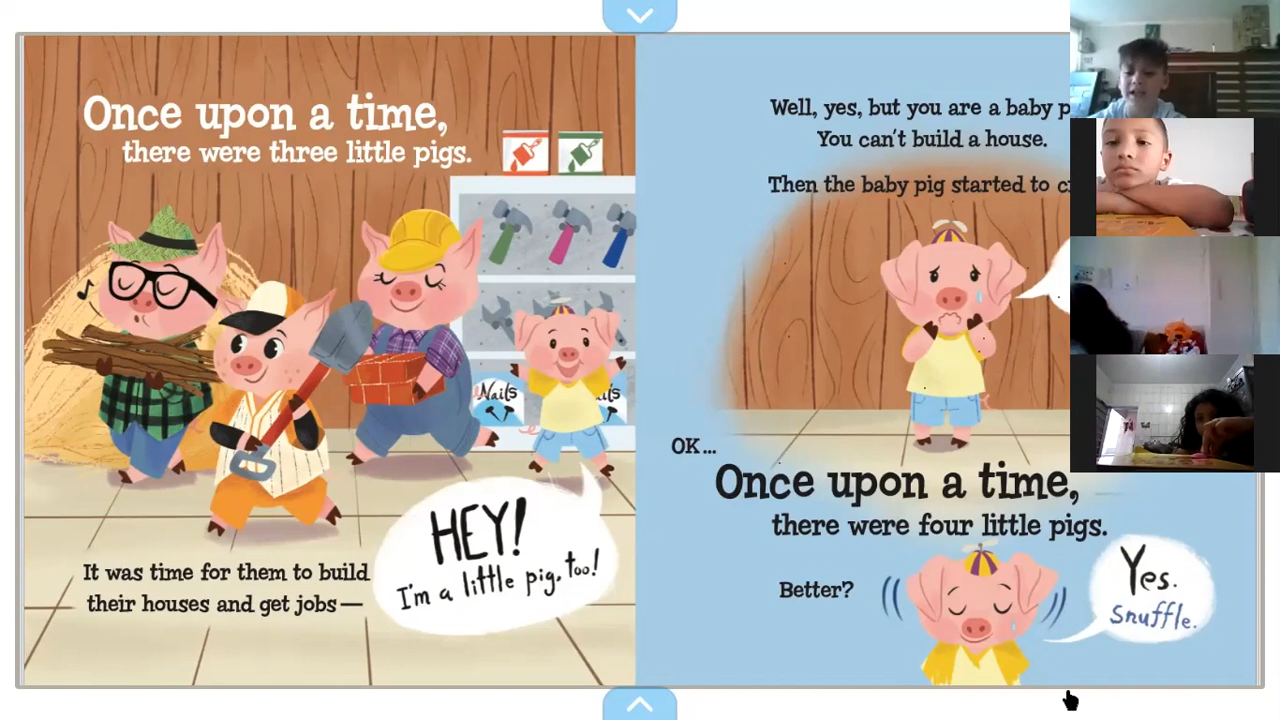 Once upon a time,
there were three little pigs.
Nails
ils
It was time for them to build
their houses and get jobs—
HEY!
I'm a little pig, too!
Well, yes, but you are a baby p
You can't build a house.
Then the baby pig started to c
OK...
Once upon a time,
there were four little pigs.
Better?
Yes.
Snuffle.